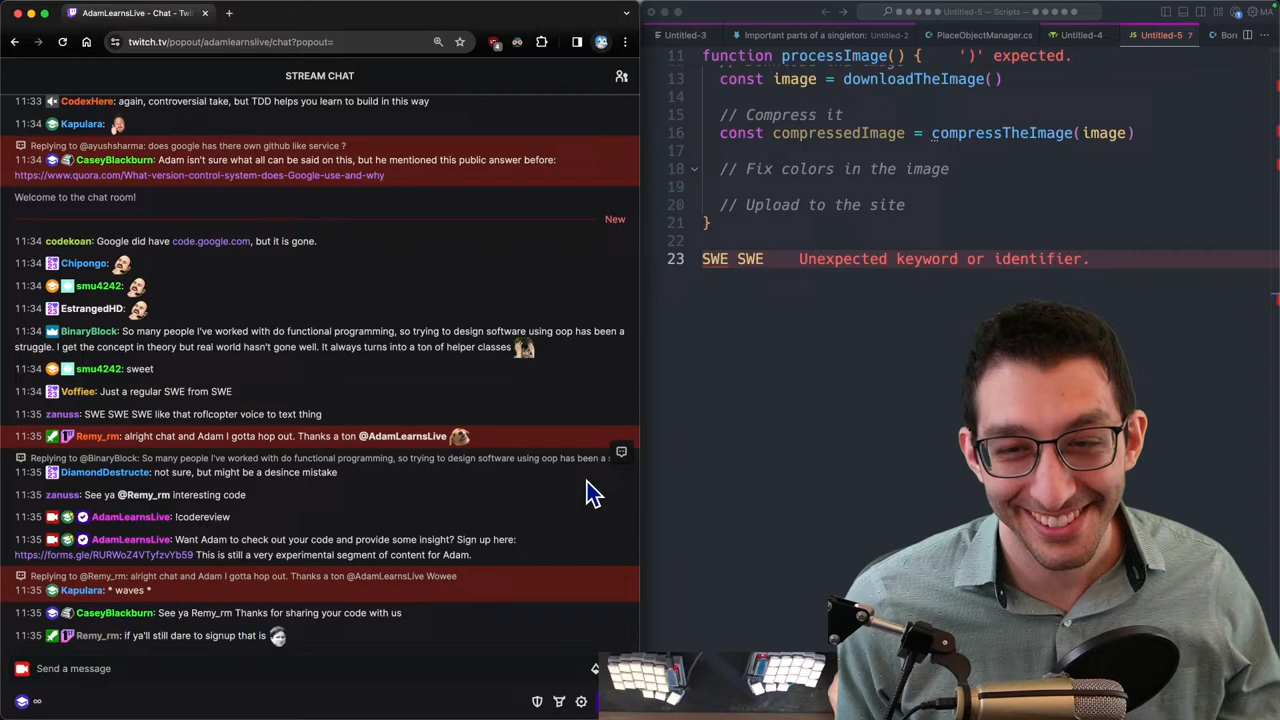 AdamLearnsLive - Chat - Twi
Untitled-5 — Scripts —
MA
twitch.tv/popout/adamlearnslive/chat?popout=
4
Untitled-3
Important parts of a singleton: Untitled-2
PlaceObjectManager.cs
Untitled-4
JS Untitled-5 7
Bor
STREAM CHAT
11:33 CodexHere: again, controversial take, but TDD helps you learn to build in this way
11:34 Kapulara:
Replying to @ayushsharma: does google has there own github like service ?
11:34 CaseyBlackburn: Adam isn't sure what all can be said on this, but he mentioned this public answer before:
https://www.quora.com/What-version-control-system-does-Google-use-and-why
Welcome to the chat room!
New
11:34 codekoan: Google did have code.google.com, but it is gone.
11:34 Chipongo:
11:34 smu4242:
11:34 EstrangedHD:
11:34 BinaryBlock: So many people I've worked with do functional programming, so trying to design software using oop has been a
struggle. I get the concept in theory but real world hasn't gone well. It always turns into a ton of helper classes
11:34 smu4242: sweet
11:34 Voffiee: Just a regular SWE from SWE
11:35 zanuss: SWE SWE SWE like that roflcopter voice to text thing
11:35 Remy_rm: alright chat and Adam I gotta hop out. Thanks a ton @AdamLearnsLive
Replying to @BinaryBlock: So many people I've worked with do functional programming, so trying to design software using oop has been a s
11:35 DiamondDestructe: not sure, but might be a desince mistake
11:35 zanuss: See ya @Remy_rm interesting code
11:35 AdamLearnsLive: !codereview
11:35 AdamLearnsLive: Want Adam to check out your code and provide some insight? Sign up here:
https://forms.gle/RURWoZ4VTyfzvYb59 This is still a very experimental segment of content for Adam.
Replying to @Remy_rm: alright chat and Adam I gotta hop out. Thanks a ton @AdamLearnsLive Wowee
11:35 Kapulara: * waves *
11:35 CaseyBlackburn: See ya Remy_rm Thanks for sharing your code with us
11:35 Remy_rm: if ya'll still dare to signup that is
Send a message
∞
11 function processImage() { ')' expected.
13 const image = downloadTheImage()
14
15 // Compress it
16 const compressedImage = compressTheImage(image)
17
18 // Fix colors in the image
19
20 // Upload to the site
21 }
22
23 SWE SWE Unexpected keyword or identifier.